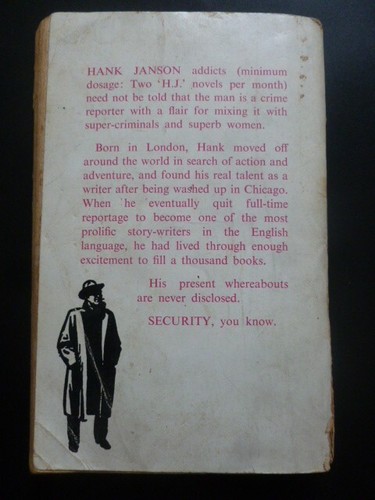 HANK JANSON addicts (minimum
dosage: Two 'H.J.' novels per month)
need not be told that the man is a crime
reporter with a flair for mixing it with
super-criminals and superb women.
Born in London, Hank moved off
around the world in search of action and
adventure, and found his real talent as a
writer after being washed up in Chicago.
When he eventually quit full-time
reportage to become one of the most
prolific story-writers in the English
language, he had lived through enough
excitement to fill a thousand books.
His present whereabouts
are never disclosed.
SECURITY, you know.